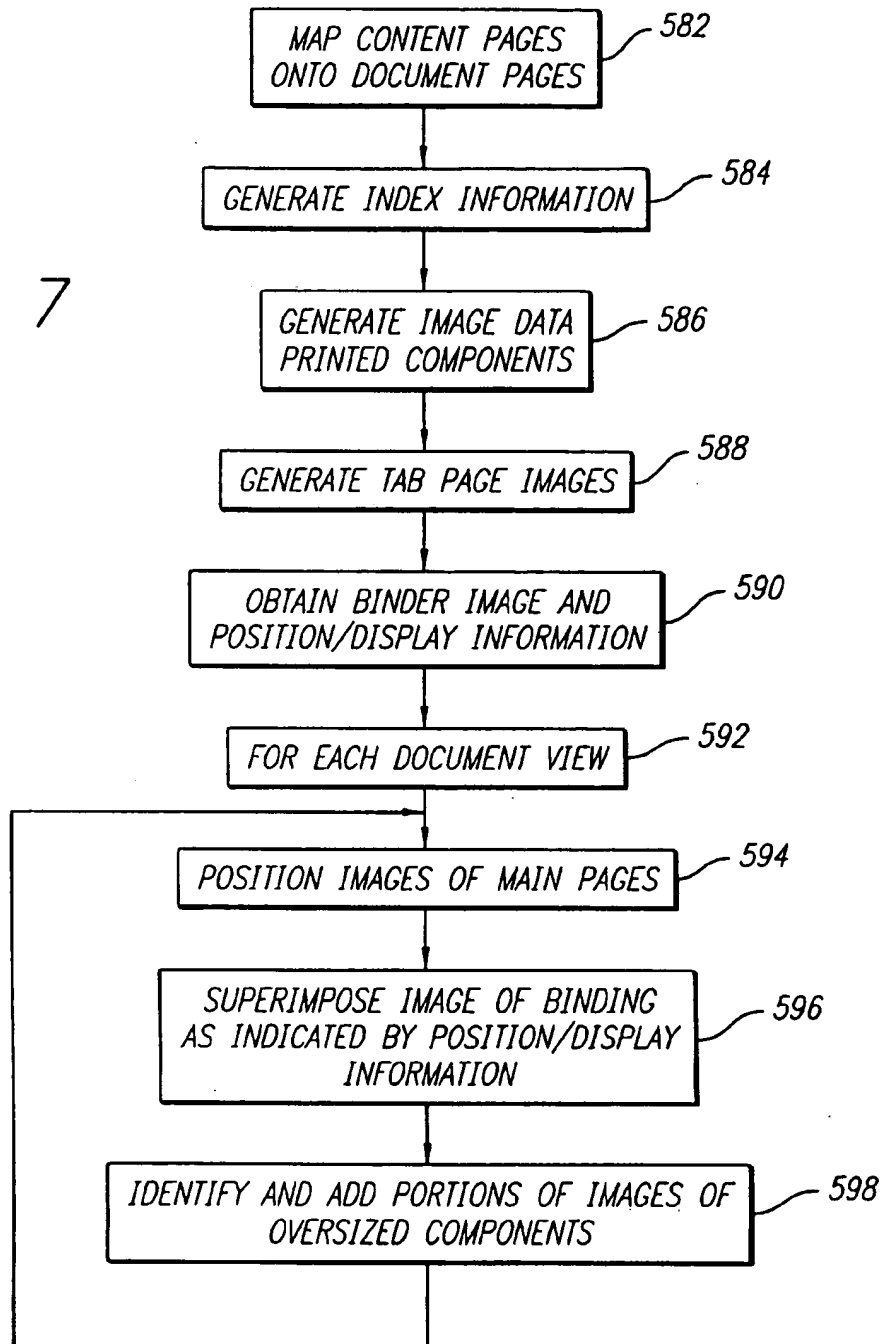 MAP CONTENT PAGES
ONTO DOCUMENT PAGES
582
GENERATE INDEX INFORMATION
584
7
GENERATE IMAGE DATA
PRINTED COMPONENTS
586
GENERATE TAB PAGE IMAGES
588
OBTAIN BINDER IMAGE AND
POSITION/DISPLAY INFORMATION
590
FOR EACH DOCUMENT VIEW
592
POSITION IMAGES OF MAIN PAGES
594
SUPERIMPOSE IMAGE OF BINDING
AS INDICATED BY POSITION/DISPLAY
INFORMATION
596
IDENTIFY AND ADD PORTIONS OF IMAGES OF
OVERSIZED COMPONENTS
598